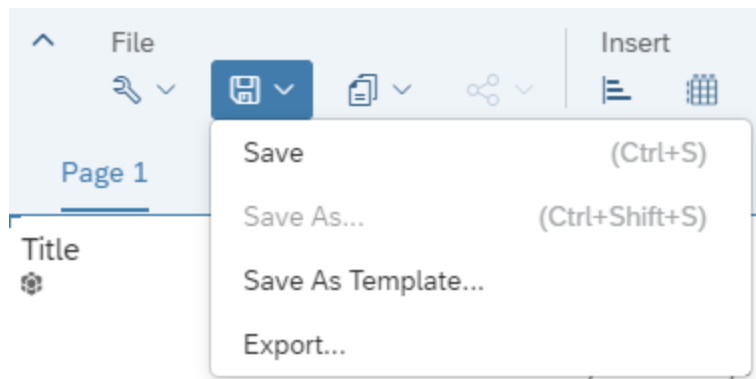 File
Insert
Page 1
Title
Save (Ctrl+S)
Save As... (Ctrl+Shift+S)
Save As Template...
Export...